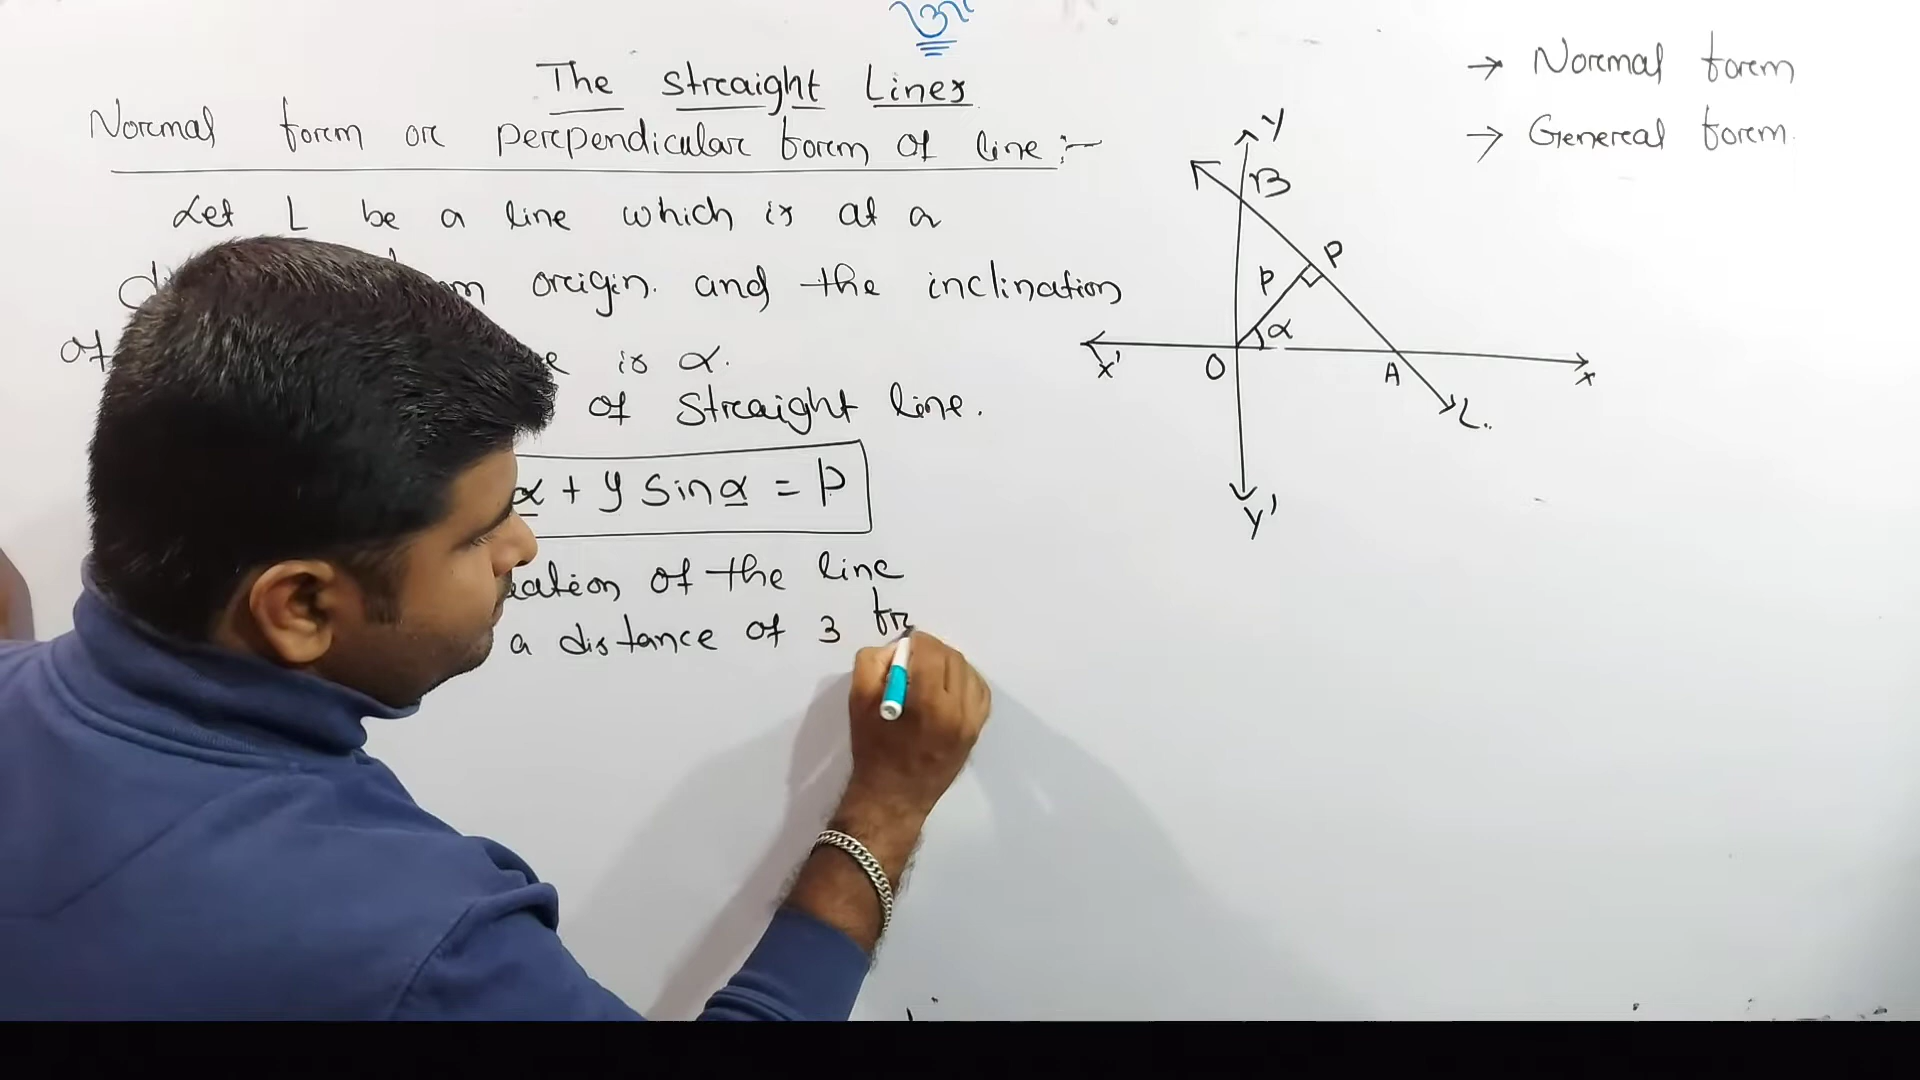 ॐ
The Straight Lines
Normal form or perpendicular form of line :-
Let L be a line which is at a
origin. and the inclination
of is α.
of straight line.
α + y sin α = p
of the line
a distance of 3
→ Normal form
→ General form.
Y
B
P
p
α
X'
O
A
x
L.
Y'